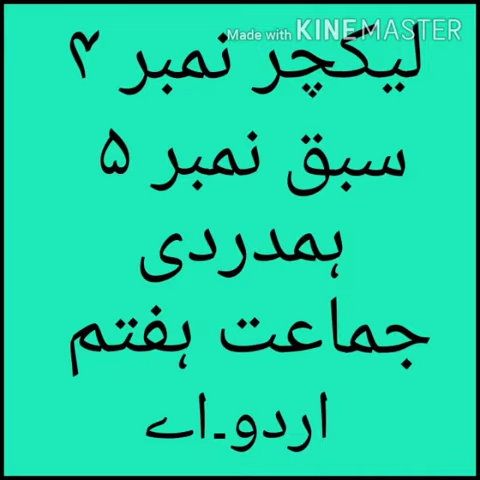 Made with KINEMASTER
لیکچر نمبر ۴
سبق نمبر ۵
ہمدردی
جماعت ہفتم
اردو۔اے